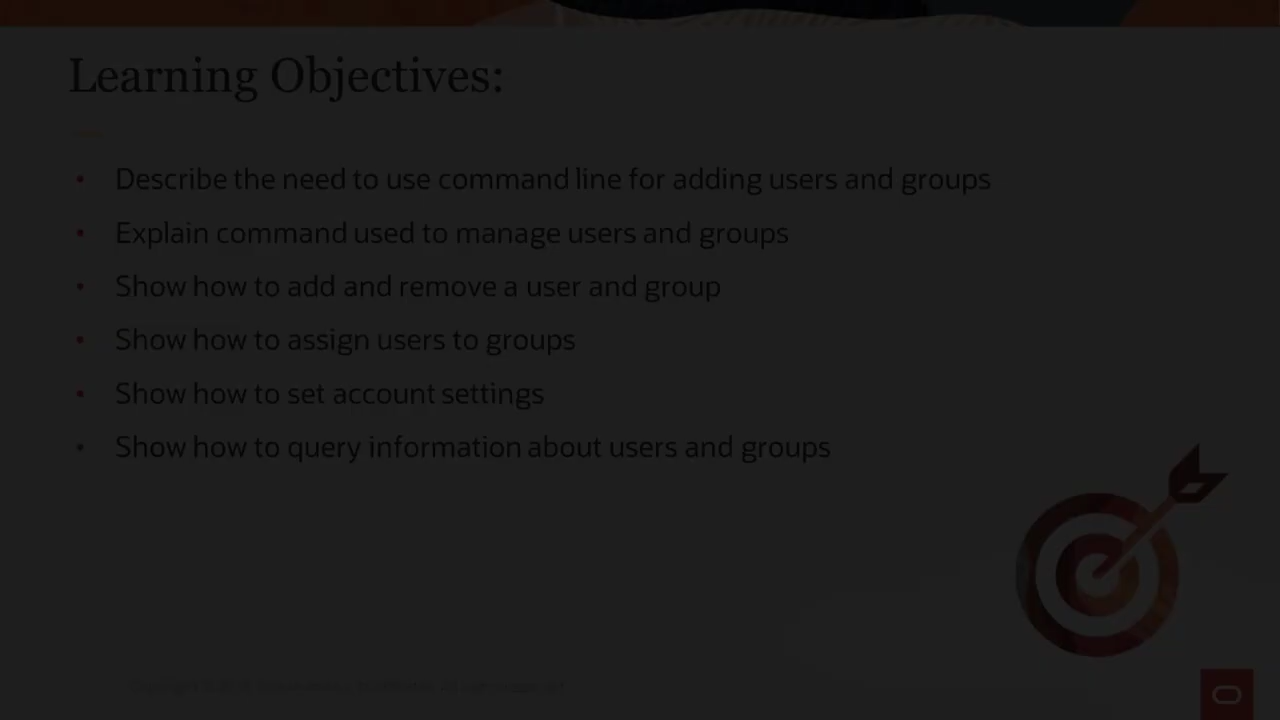 Learning Objectives:
• Describe the need to use command line for adding users and groups
• Explain command used to manage users and groups
• Show how to add and remove a user and group
• Show how to assign users to groups
• Show how to set account settings
• Show how to query information about users and groups